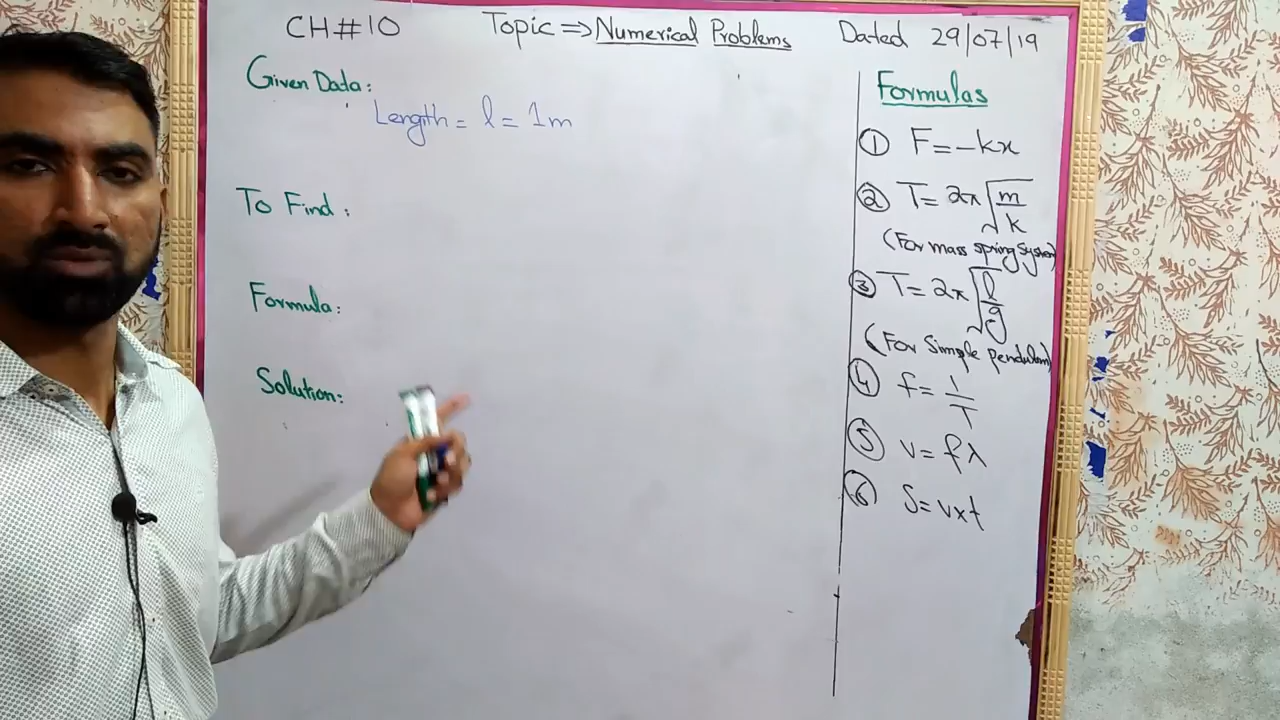 CH#10 Topic ⇒ Numerical Problems Dated 29/07/19
Given Data:
Length = l = 1m
To Find:
Formula:
Solution:
Formulas
① F = -kx
② T = 2π√(m/k)
(For mass spring system)
③ T = 2π√(l/g)
(For Simple pendulum)
④ f = 1/T
⑤ v = fλ
⑥ S = v×t